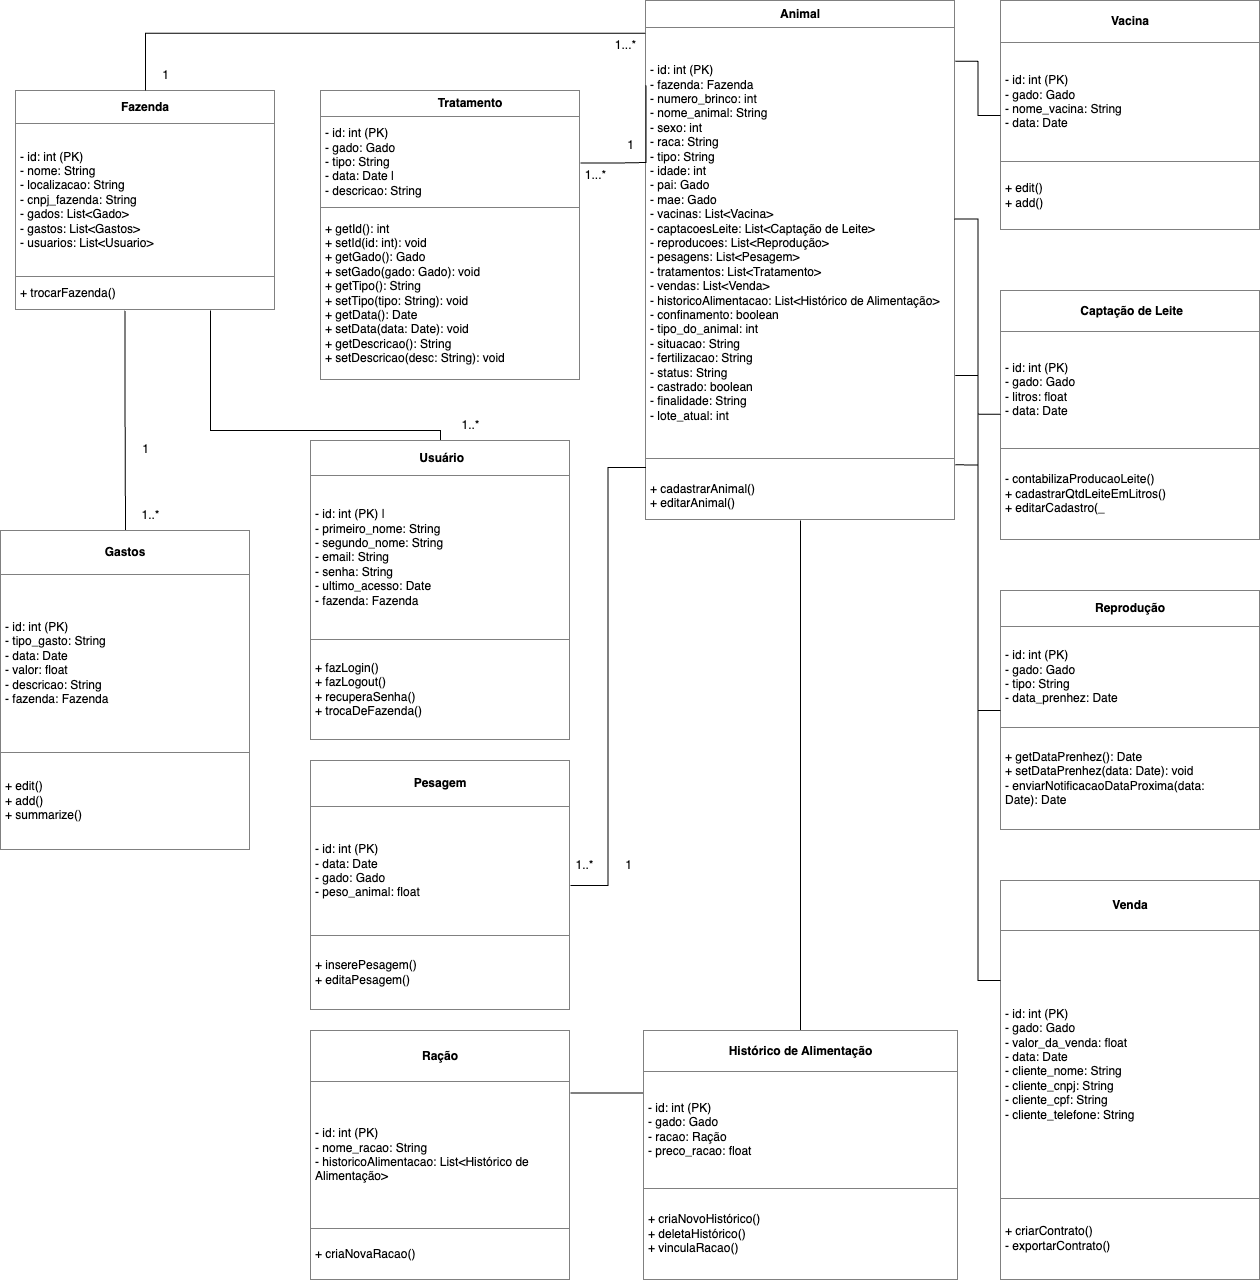 Animal
- id: int (PK)
- fazenda: Fazenda
- numero_brinco: int
- nome_animal: String
- sexo: int
- raca: String
- tipo: String
- idade: int
- pai: Gado
- mae: Gado
- vacinas: List<Vacina>
- captacoesLeite: List<Captação de Leite>
- reproducoes: List<Reprodução>
- pesagens: List<Pesagem>
- tratamentos: List<Tratamento>
- vendas: List<Venda>
- historicoAlimentacao: List<Histórico de Alimentação>
- confinamento: boolean
- tipo_do_animal: int
- situacao: String
- fertilizacao: String
- status: String
- castrado: boolean
- finalidade: String
- lote_atual: int
+ cadastrarAnimal()
+ editarAnimal()
Vacina
- id: int (PK)
- gado: Gado
- nome_vacina: String
- data: Date
+ edit()
+ add()
1...*
1
Fazenda
- id: int (PK)
- nome: String
- localizacao: String
- cnpj_fazenda: String
- gados: List<Gado>
- gastos: List<Gastos>
- usuarios: List<Usuario>
+ trocarFazenda()
Tratamento
- id: int (PK)
- gado: Gado
- tipo: String
- data: Date |
- descricao: String
+ getId(): int
+ setId(id: int): void
+ getGado(): Gado
+ setGado(gado: Gado): void
+ getTipo(): String
+ setTipo(tipo: String): void
+ getData(): Date
+ setData(data: Date): void
+ getDescricao(): String
+ setDescricao(desc: String): void
1
1...*
Captação de Leite
- id: int (PK)
- gado: Gado
- litros: float
- data: Date
- contabilizaProducaoLeite()
+ cadastrarQtdLeiteEmLitros()
+ editarCadastro(_
1..*
1
1..*
Usuário
- id: int (PK) |
- primeiro_nome: String
- segundo_nome: String
- email: String
- senha: String
- ultimo_acesso: Date
- fazenda: Fazenda
+ fazLogin()
+ fazLogout()
+ recuperaSenha()
+ trocaDeFazenda()
Gastos
- id: int (PK)
- tipo_gasto: String
- data: Date
- valor: float
- descricao: String
- fazenda: Fazenda
+ edit()
+ add()
+ summarize()
Reprodução
- id: int (PK)
- gado: Gado
- tipo: String
- data_prenhez: Date
+ getDataPrenhez(): Date
+ setDataPrenhez(data: Date): void
- enviarNotificacaoDataProxima(data:
Date): Date
Pesagem
- id: int (PK)
- data: Date
- gado: Gado
- peso_animal: float
+ inserePesagem()
+ editaPesagem()
1..*
1
Venda
- id: int (PK)
- gado: Gado
- valor_da_venda: float
- data: Date
- cliente_nome: String
- cliente_cnpj: String
- cliente_cpf: String
- cliente_telefone: String
+ criarContrato()
- exportarContrato()
Ração
- id: int (PK)
- nome_racao: String
- historicoAlimentacao: List<Histórico de
Alimentação>
+ criaNovaRacao()
Histórico de Alimentação
- id: int (PK)
- gado: Gado
- racao: Ração
- preco_racao: float
+ criaNovoHistórico()
+ deletaHistórico()
+ vinculaRacao()